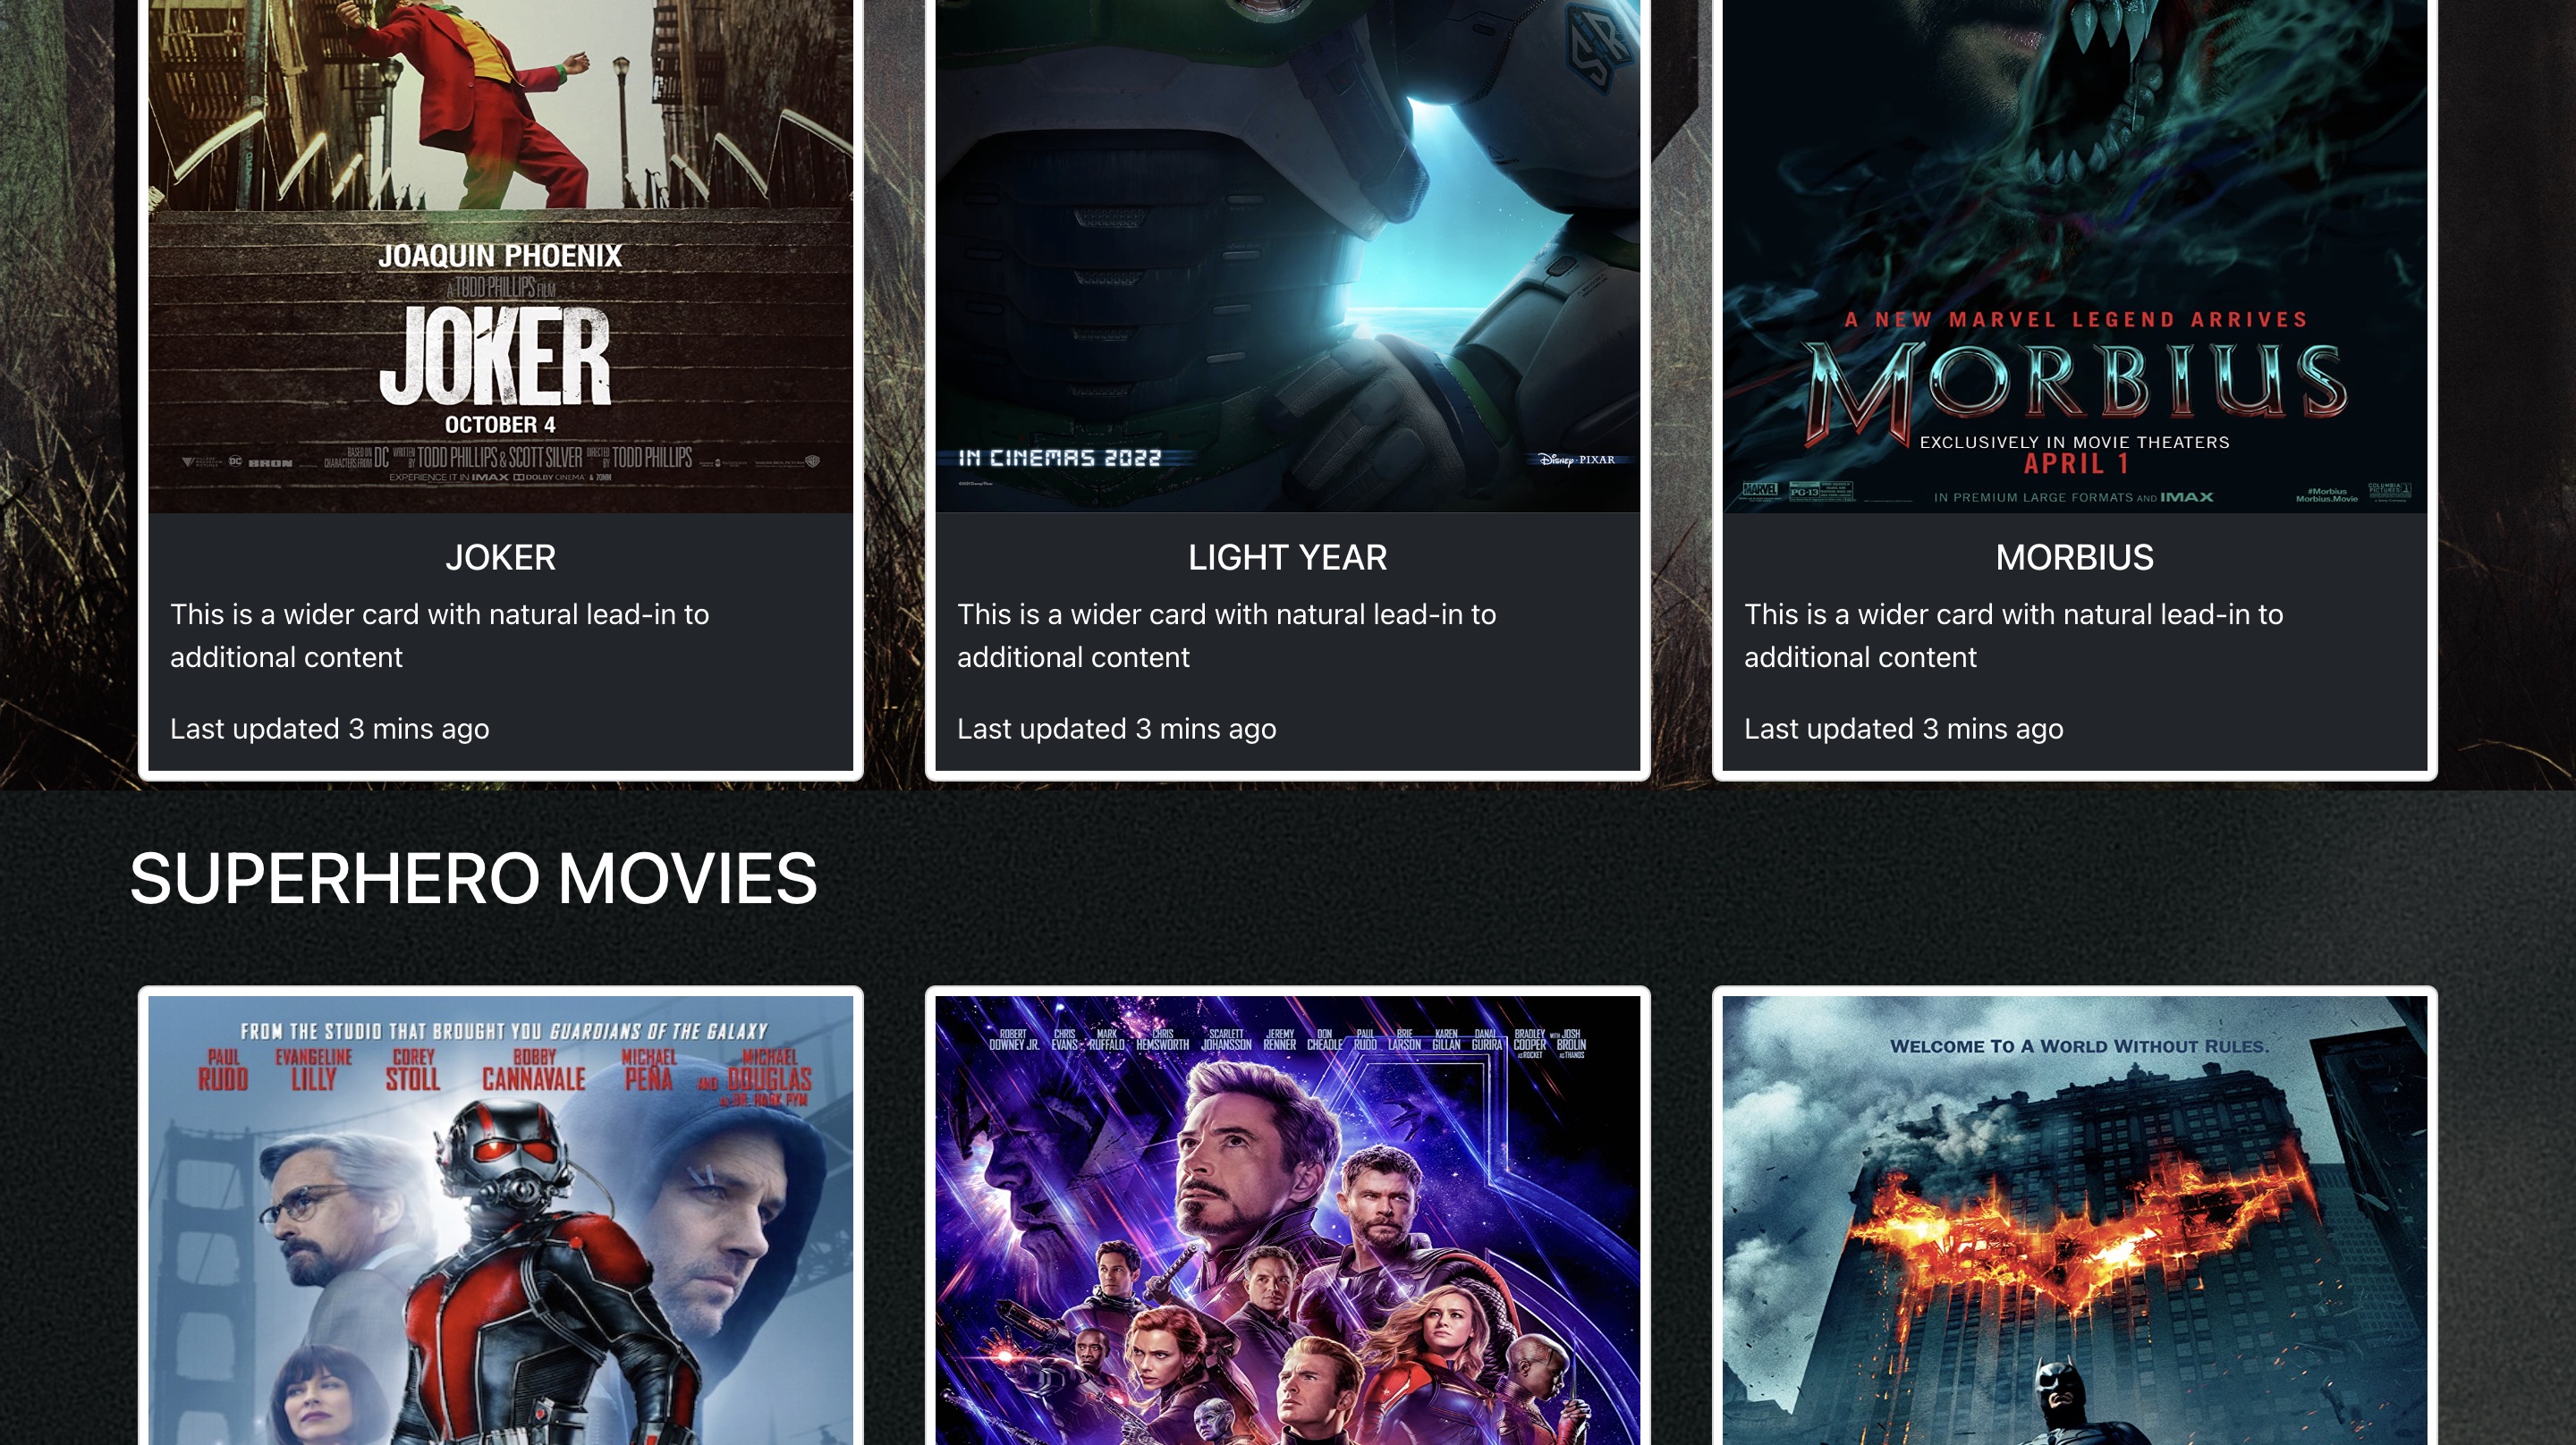 JOAQUIN PHOENIX
A TODD PHILLIPS FILM
JOKER
OCTOBER 4
BASED ON CHARACTERS FROM DC WRITTEN BY TODD PHILLIPS & SCOTT SILVER DIRECTED BY TODD PHILLIPS
EXPERIENCE IT IN IMAX DOLBY CINEMA & 70MM
JOKER
This is a wider card with natural lead-in to
additional content
Last updated 3 mins ago
IN CINEMAS 2022
Disney · PIXAR
LIGHT YEAR
This is a wider card with natural lead-in to
additional content
Last updated 3 mins ago
A NEW MARVEL LEGEND ARRIVES
MORBIUS
EXCLUSIVELY IN MOVIE THEATERS
APRIL 1
MARVEL PG-13 IN PREMIUM LARGE FORMATS AND IMAX
#Morbius
Morbius.Movie
COLUMBIA PICTURES
MORBIUS
This is a wider card with natural lead-in to
additional content
Last updated 3 mins ago
SUPERHERO MOVIES
FROM THE STUDIO THAT BROUGHT YOU GUARDIANS OF THE GALAXY
PAUL RUDD EVANGELINE LILLY COREY STOLL BOBBY CANNAVALE MICHAEL PEÑA AND MICHAEL DOUGLAS
AS DR. HANK PYM
ROBERT DOWNEY JR. CHRIS EVANS MARK RUFFALO CHRIS HEMSWORTH SCARLETT JOHANSSON JEREMY RENNER DON CHEADLE PAUL RUDD BRIE LARSON KAREN GILLAN DANAI GURIRA BRADLEY COOPER AS ROCKET WITH JOSH BROLIN AS THANOS
WELCOME TO A WORLD WITHOUT RULES.